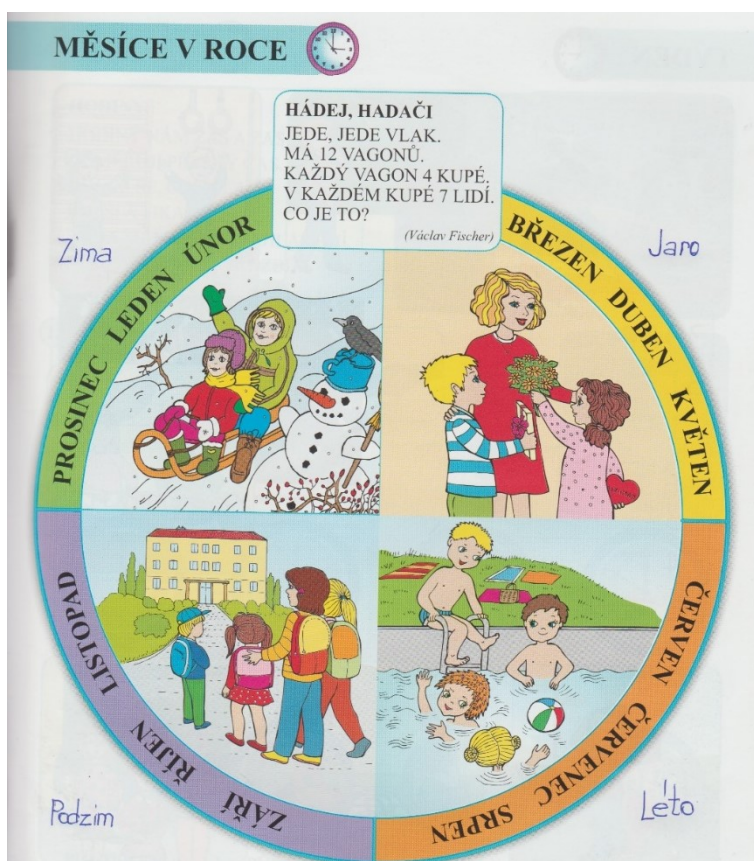 MĚSÍCE V ROCE
HÁDEJ, HADAČI
JEDE, JEDE VLAK.
MÁ 12 VAGONŮ.
KAŽDÝ VAGON 4 KUPÉ.
V KAŽDÉM KUPÉ 7 LIDÍ.
CO JE TO?
(Václav Fischer)
Zima
Jaro
PROSINEC LEDEN ÚNOR
BŘEZEN DUBEN KVĚTEN
ČERVEN ČERVENEC SRPEN
ZÁŘÍ ŘÍJEN LISTOPAD
Podzim
Léto